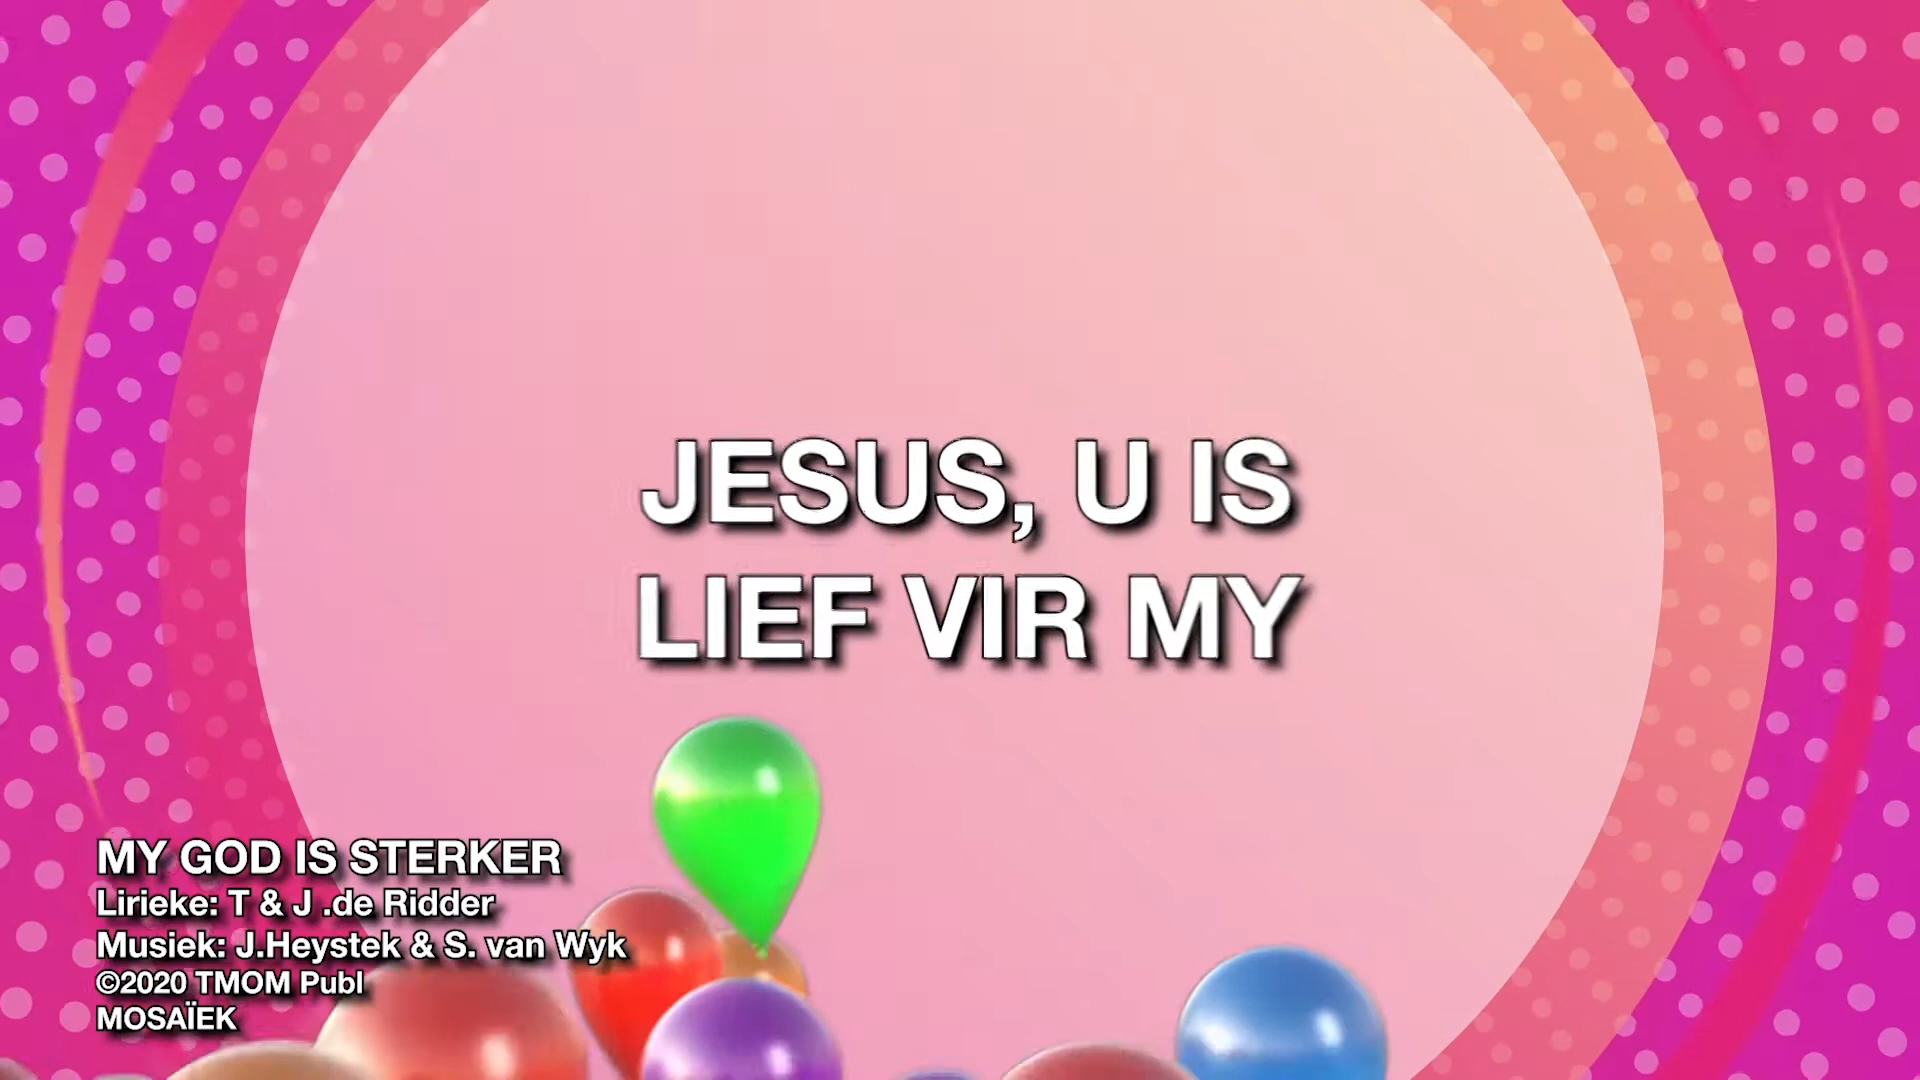 JESUS, U IS
LIEF VIR MY
MY GOD IS STERKER
Lirieke: T & J .de Ridder
Musiek: J.Heystek & S. van Wyk
©2020 TMOM Publ
MOSAÏEK